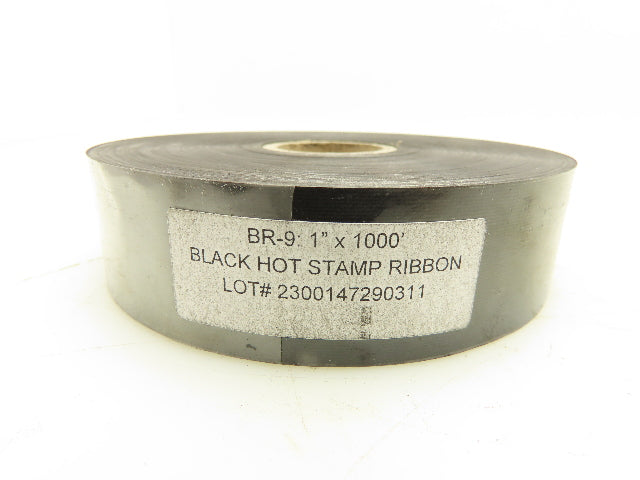 BR-9: 1" x 1000'
BLACK HOT STAMP RIBBON
LOT# 2300147290311